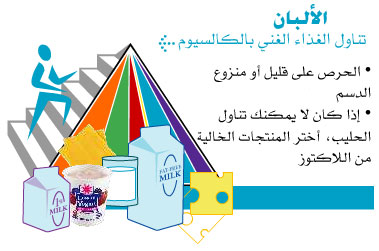 الألبان
تناول الغذاء الغني بالكالسيوم ..
• الحرص على قليل أو منزوع
الدسم
• إذا كان لا يمكنك تناول
الحليب، أختر المنتجات الخالية
من اللاكتوز
FAT-FREE
MILK
1%
MILK
Yogurt